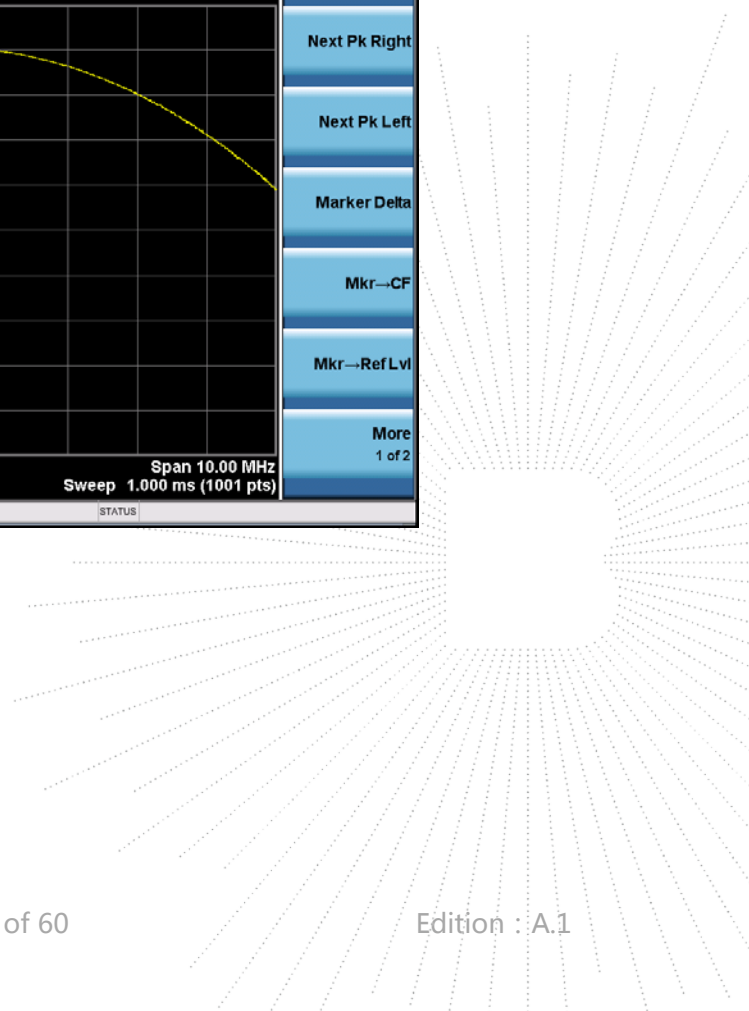 Next Pk Right
Next Pk Left
Marker Delta
Mkr→CF
Mkr→Ref Lvl
More
1 of 2
Span 10.00 MHz
Sweep 1.000 ms (1001 pts)
STATUS
of 60
Edition : A.1